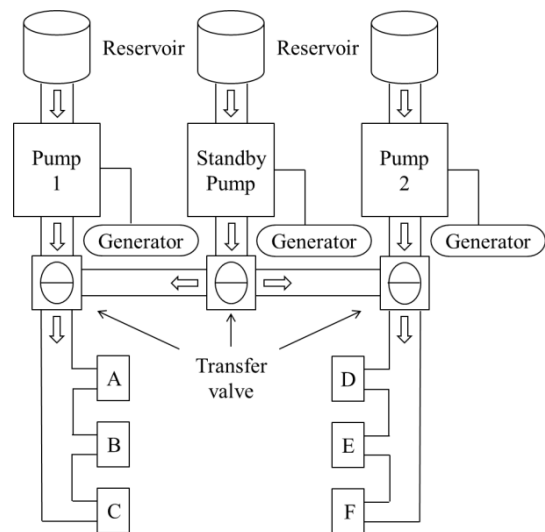 Reservoir
Reservoir
Pump
1
Standby
Pump
Pump
2
Generator
Generator
Generator
Transfer
valve
A
D
B
E
C
F